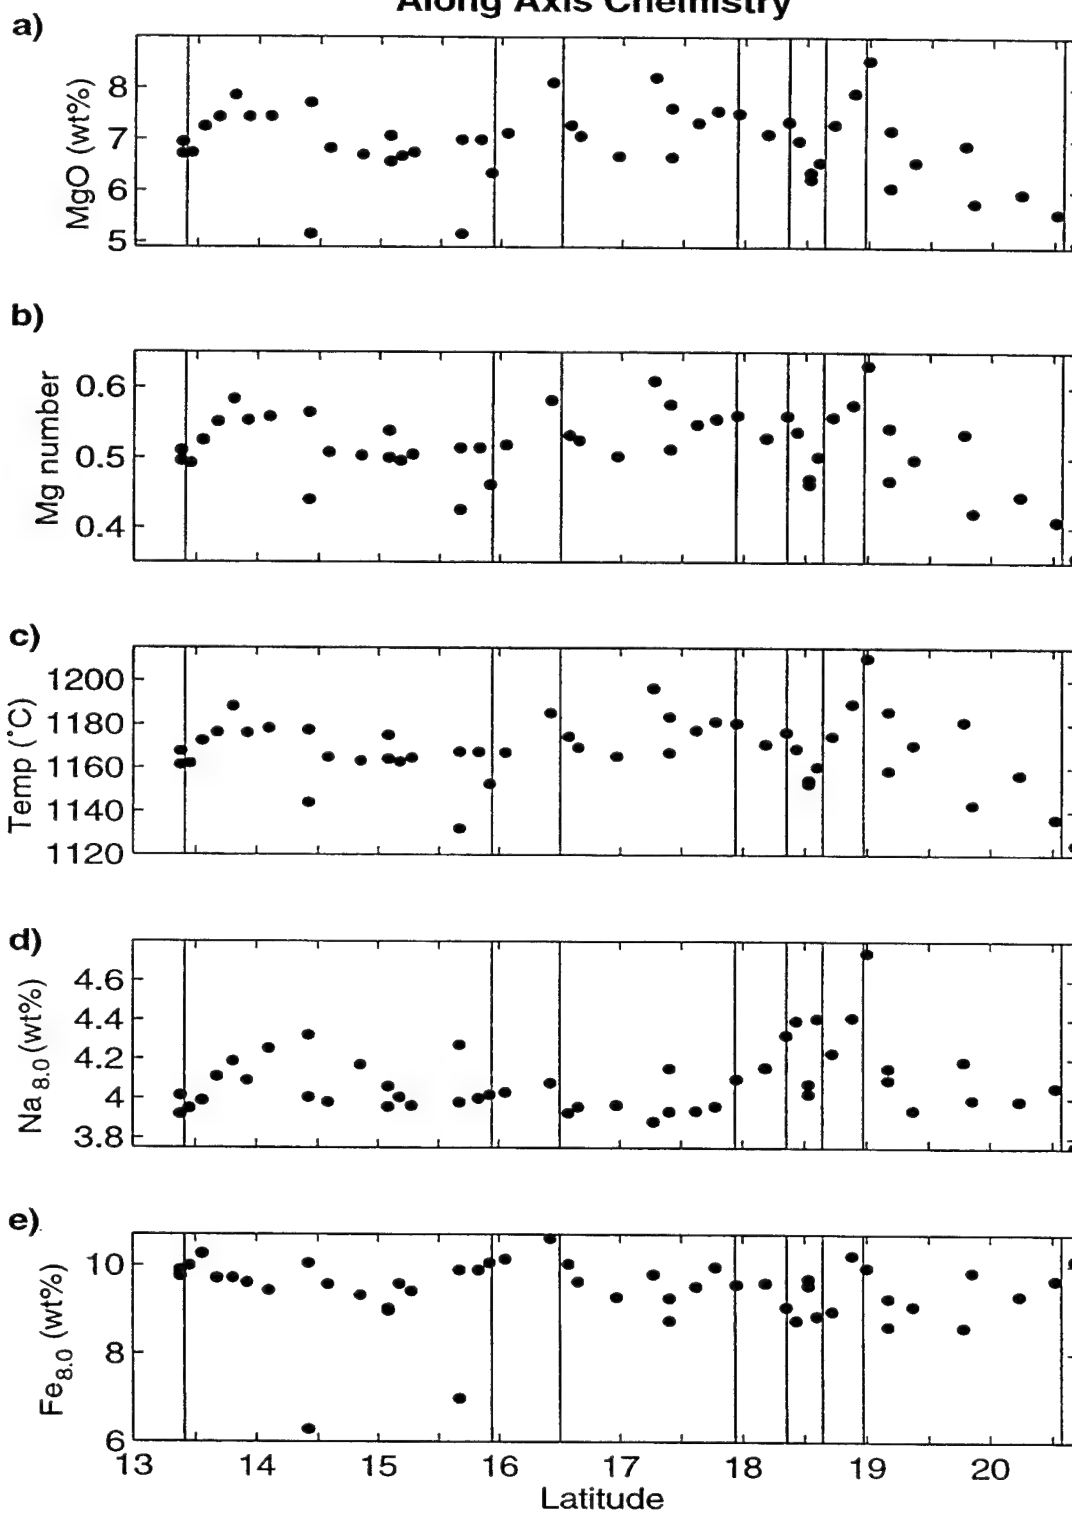 Along Axis Chemistry
a)
MgO (wt%)
8
7
6
5
b)
Mg number
0.6
0.5
0.4
c)
Temp (°C)
1200
1180
1160
1140
1120
d)
Na8.0 (wt%)
4.6
4.4
4.2
4
3.8
e)
Fe8.0 (wt%)
10
8
6
13 14 15 16 17 18 19 20
Latitude